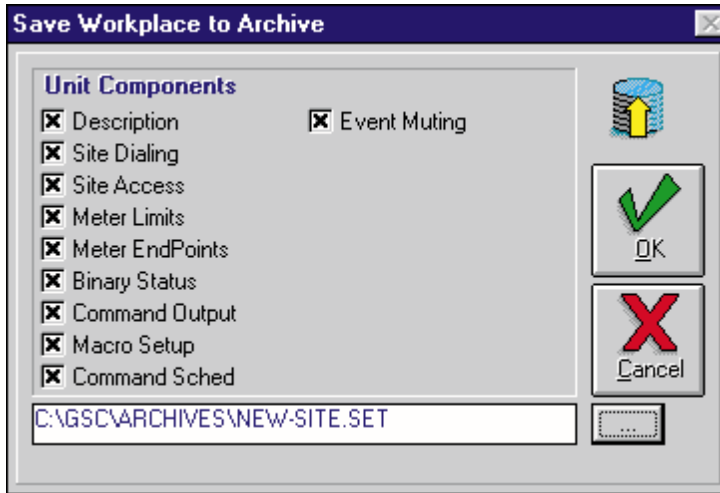 Save Workplace to Archive
Unit Components
Description
Event Muting
Site Dialing
Site Access
Meter Limits
Meter EndPoints
Binary Status
Command Output
Macro Setup
Command Sched
OK
Cancel
C:\GSC\ARCHIVES\NEW-SITE.SET
...